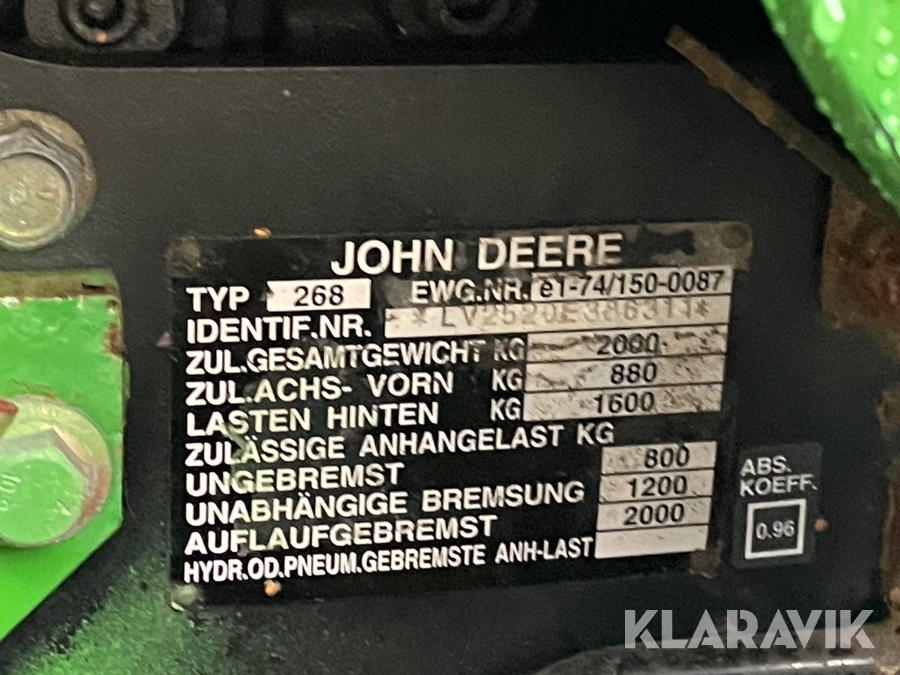 JOHN DEERE
TYP 268 EWG.NR. e1-74/150-0087
IDENTIF.NR. *LV2520E386311*
ZUL.GESAMTGEWICHT KG 2000
ZUL.ACHS- VORN KG 880
LASTEN HINTEN KG 1600
ZULÄSSIGE ANHANGELAST KG
UNGEBREMST 800
UNABHÄNGIGE BREMSUNG 1200
AUFLAUFGEBREMST 2000
HYDR.OD.PNEUM.GEBREMSTE ANH-LAST
ABS.
KOEFF.
0.96
KLARAVIK